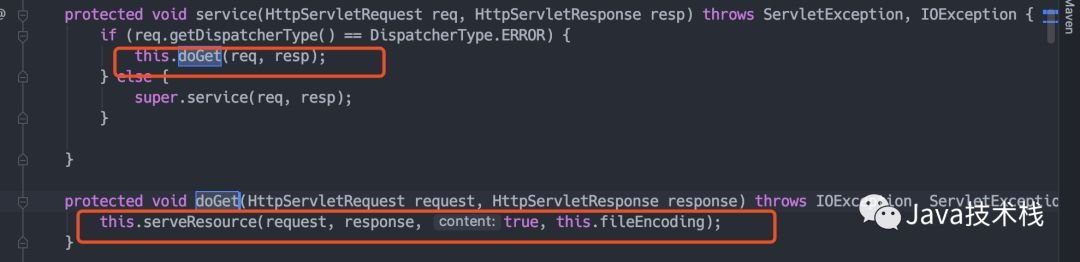 protected void service(HttpServletRequest req, HttpServletResponse resp) throws ServletException, IOException {
if (req.getDispatcherType() == DispatcherType.ERROR) {
this.doGet(req, resp);
} else {
super.service(req, resp);
}
}
protected void doGet(HttpServletRequest request, HttpServletResponse response) throws IOException, ServletException
this.serveResource(request, response, content: true, this.fileEncoding);
}
Maven
Java技术栈